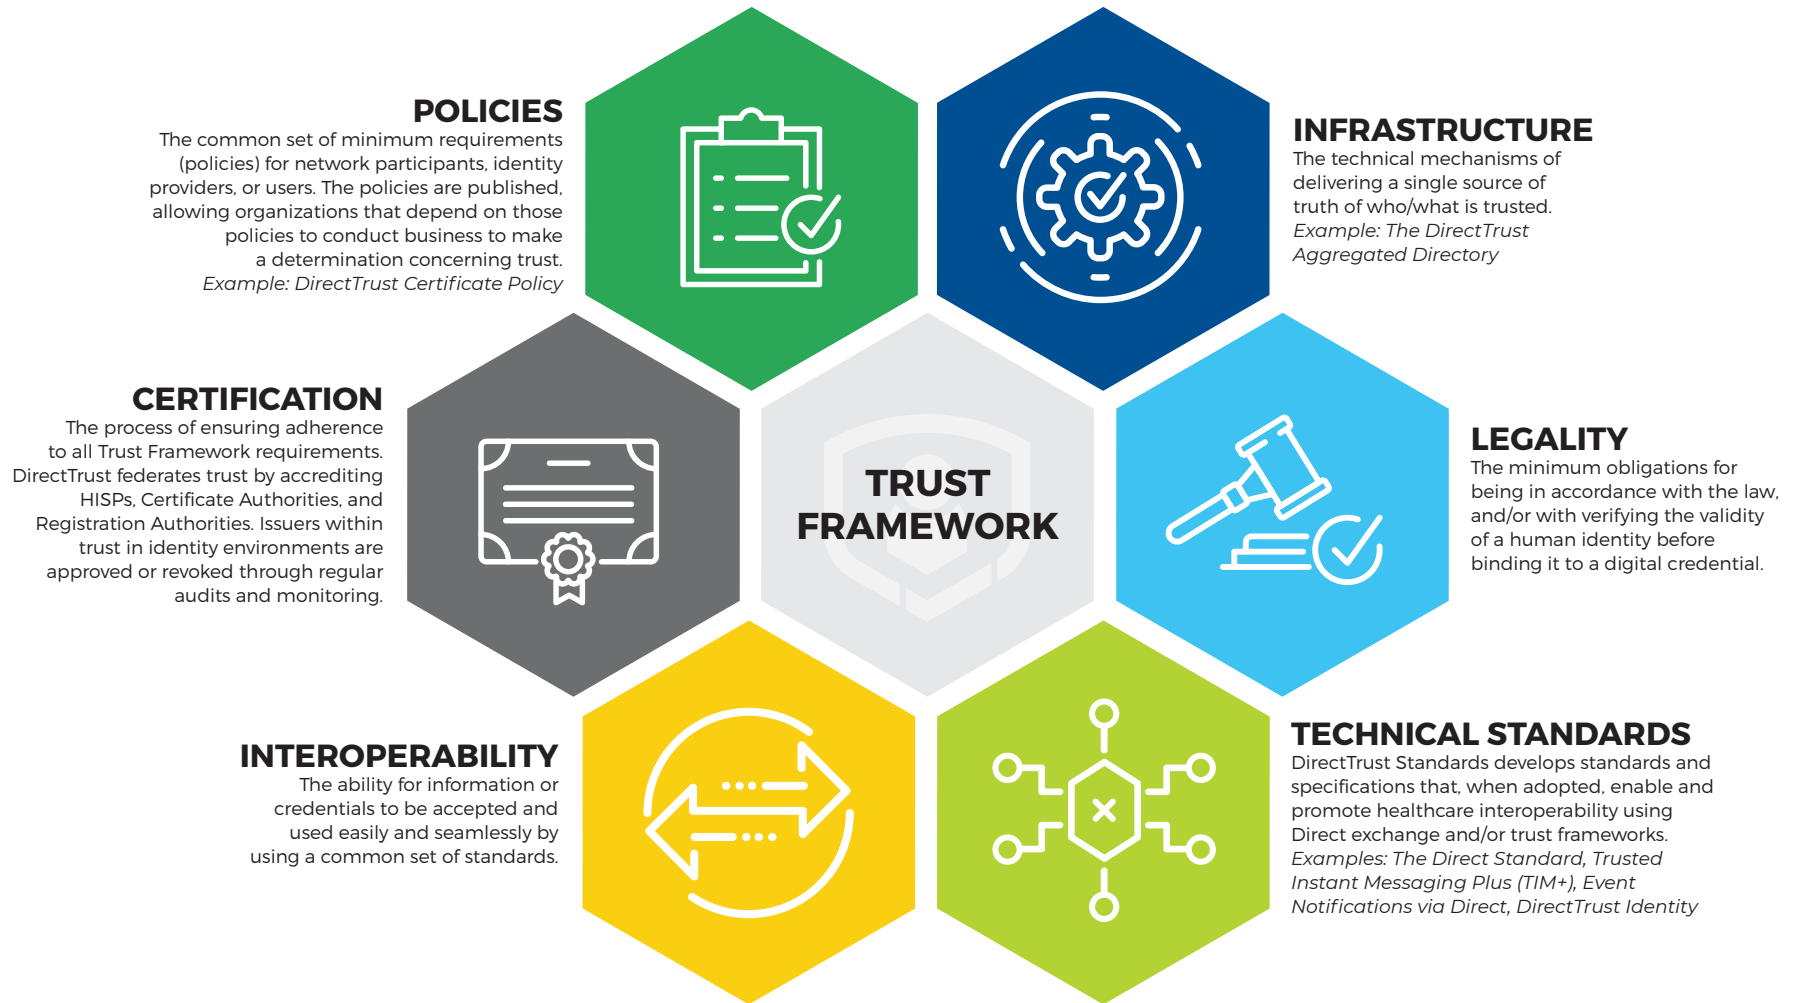 POLICIES
The common set of minimum requirements
(policies) for network participants, identity
providers, or users. The policies are published,
allowing organizations that depend on those
policies to conduct business to make
a determination concerning trust.
Example: DirectTrust Certificate Policy
INFRASTRUCTURE
The technical mechanisms of
delivering a single source of
truth of who/what is trusted.
Example: The DirectTrust
Aggregated Directory
CERTIFICATION
The process of ensuring adherence
to all Trust Framework requirements.
DirectTrust federates trust by accrediting
HISPs, Certificate Authorities, and
Registration Authorities. Issuers within
trust in identity environments are
approved or revoked through regular
audits and monitoring.
TRUST
FRAMEWORK
LEGALITY
The minimum obligations for
being in accordance with the law,
and/or with verifying the validity
of a human identity before
binding it to a digital credential.
INTEROPERABILITY
The ability for information or
credentials to be accepted and
used easily and seamlessly by
using a common set of standards.
TECHNICAL STANDARDS
DirectTrust Standards develops standards and
specifications that, when adopted, enable and
promote healthcare interoperability using
Direct exchange and/or trust frameworks.
Examples: The Direct Standard, Trusted
Instant Messaging Plus (TIM+), Event
Notifications via Direct, DirectTrust Identity